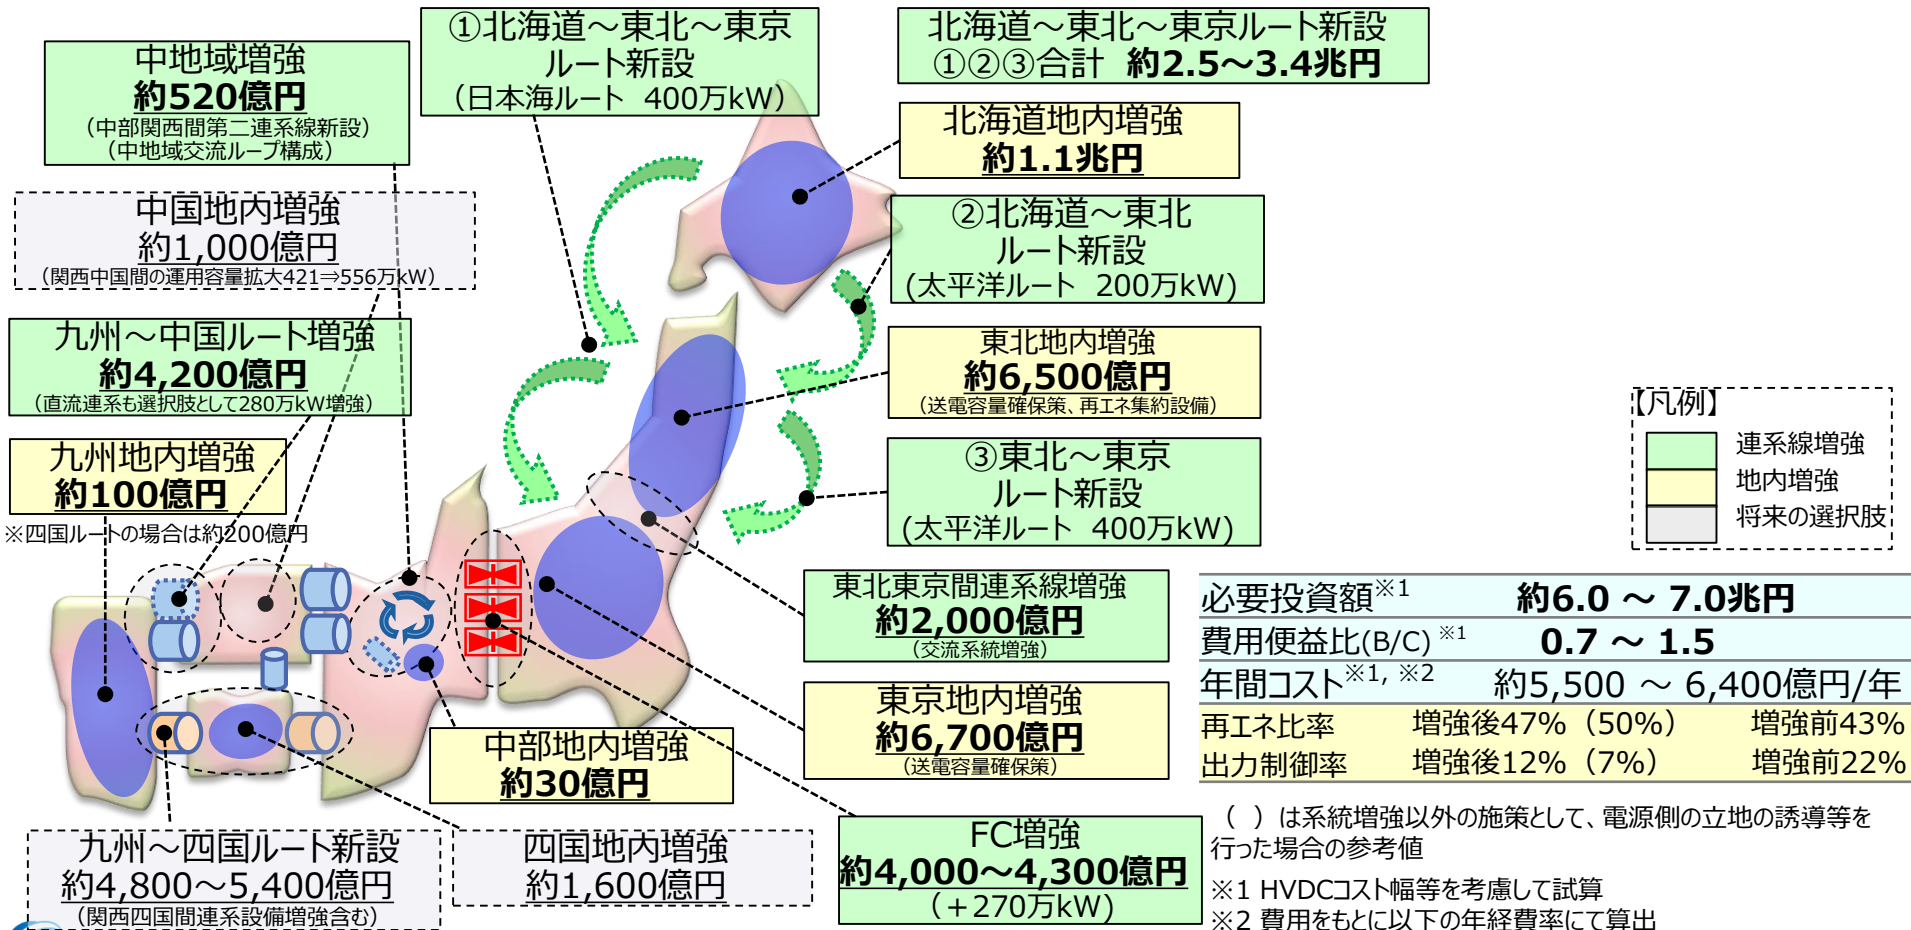 中地域増強
約520億円
（中部関西間第二連系線新設）
（中地域交流ループ構成）
①北海道～東北～東京
ルート新設
（日本海ルート 400万kW）
北海道～東北～東京ルート新設
①②③合計 約2.5～3.4兆円
北海道地内増強
約1.1兆円
中国地内増強
約1,000億円
（関西中国間の運用容量拡大421⇒556万kW）
②北海道～東北
ルート新設
（太平洋ルート 200万kW）
九州～中国ルート増強
約4,200億円
（直流連系も選択肢として280万kW増強）
東北地内増強
約6,500億円
（送電容量確保策、再エネ集約設備）
九州地内増強
約100億円
※四国ルートの場合は約200億円
③東北～東京
ルート新設
（太平洋ルート 400万kW）
【凡例】
連系線増強
地内増強
将来の選択肢
東北東京間連系線増強
約2,000億円
（交流系統増強）
東京地内増強
約6,700億円
（送電容量確保策）
中部地内増強
約30億円
九州～四国ルート新設
約4,800～5,400億円
（関西四国間連系設備増強含む）
四国地内増強
約1,600億円
FC増強
約4,000～4,300億円
（＋270万kW）
必要投資額※1 約6.0 ～ 7.0兆円
費用便益比(B/C) ※1 0.7 ～ 1.5
年間コスト※1, ※2 約5,500 ～ 6,400億円/年
再エネ比率 増強後47%（50%） 増強前43%
出力制御率 増強後12%（7%） 増強前22%
（ ）は系統増強以外の施策として、電源側の立地の誘導等を
行った場合の参考値
※1 HVDCコスト幅等を考慮して試算
※2 費用をもとに以下の年経費率にて算出